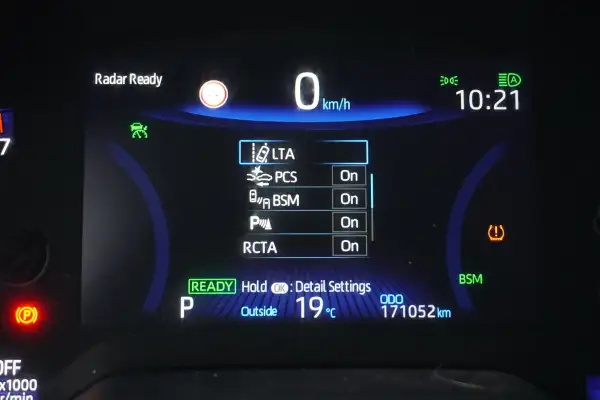 Radar Ready
0 km/h
10:21
7
LTA
PCS On
BSM On
P On
RCTA On
BSM
READY Hold OK : Detail Settings
P Outside 19 °C ODO 171052 km
P
OFF
x1000
r/min